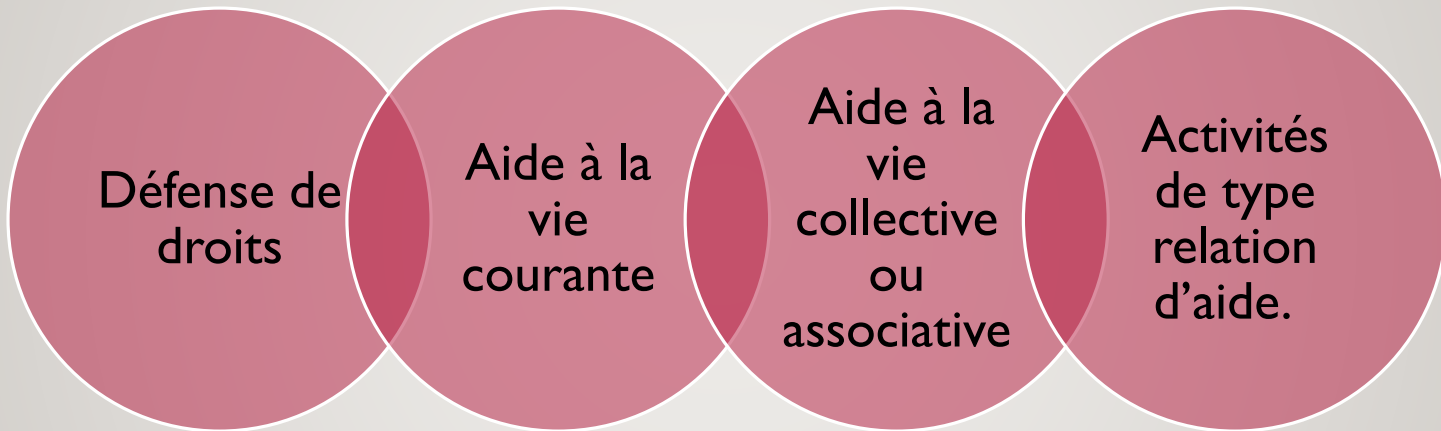 Défense de
droits
Aide à la
vie
courante
Aide à la
vie
collective
ou
associative
Activités
de type
relation
d’aide.